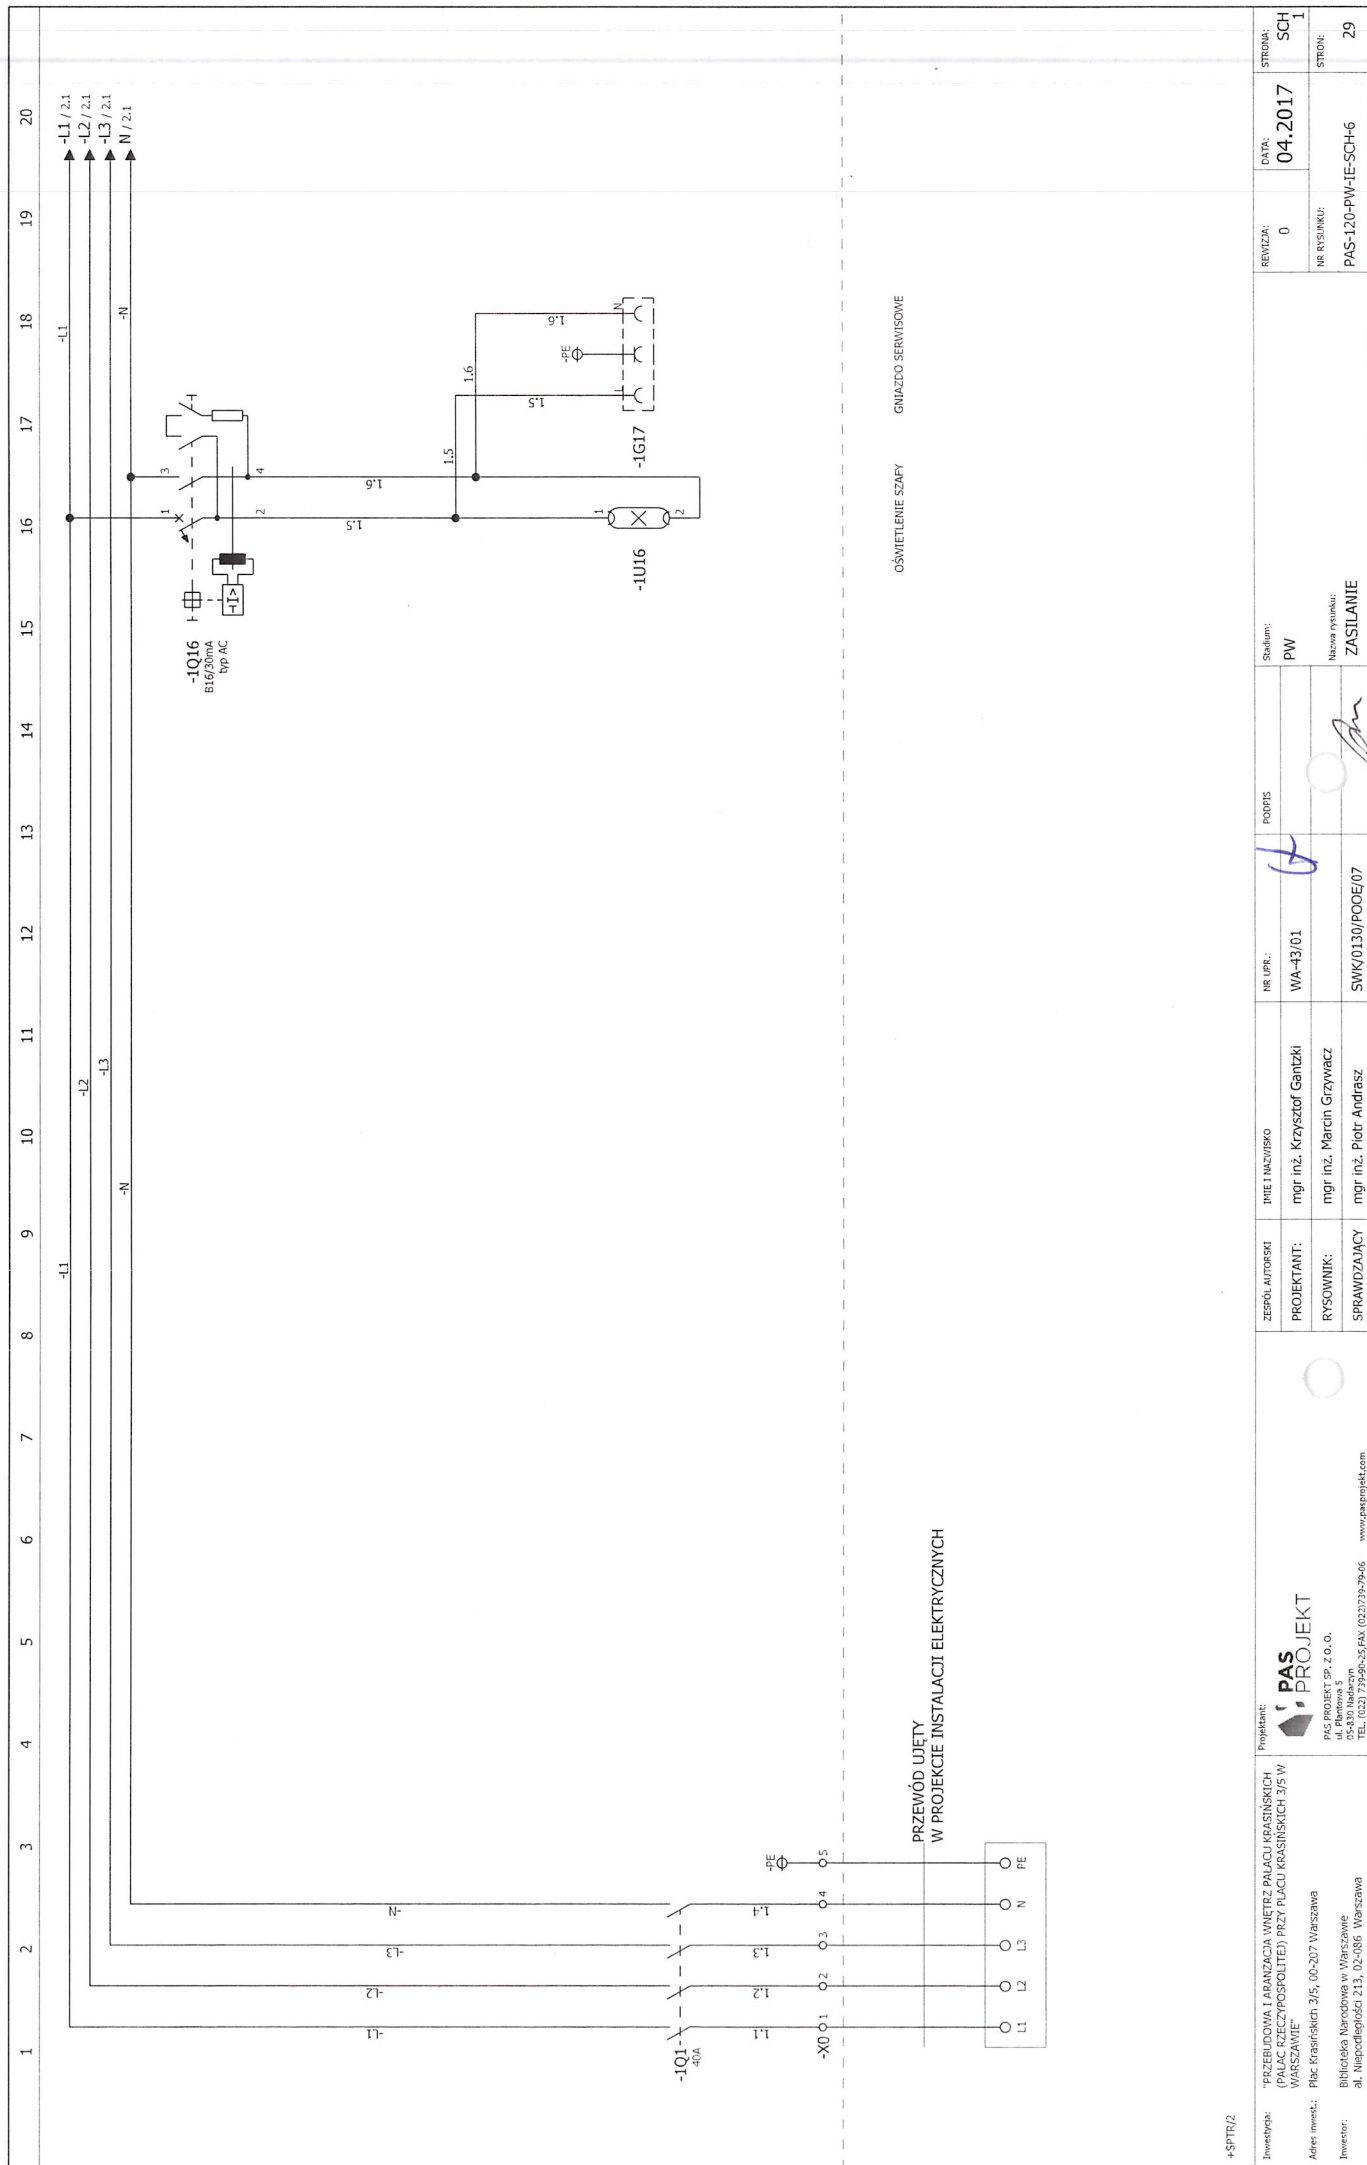 1 2 3 4 5 6 7 8 9 10 11 12 13 14 15 16 17 18 19 20
-L1 / 2.1
-L2 / 2.1
-L3 / 2.1
N / 2.1
-L1
-L2
-L3
-N
-L1
-N
-L1
-L2
-L3
-N
-1Q1
40A
1.1
1.2
1.3
1.4
-PE
-X0
1
2
3
4
5
PRZEWÓD UJĘTY
W PROJEKCIE INSTALACJI ELEKTRYCZNYCH
L1
L2
L3
N
PE
-1Q16
B16/30mA
typ AC
I>
1
3
2
4
1.5
1.6
1.5
1.6
1.5
1.6
-PE
L
N
-1G17
-1U16
1
2
OŚWIETLENIE SZAFY
GNIAZDO SERWISOWE
+SPTR/2
Inwestycja:
"PRZEBUDOWA I ARANŻACJA WNĘTRZ PAŁACU KRASIŃSKICH
(PAŁAC RZECZYPOSPOLITEJ) PRZY PLACU KRASIŃSKICH 3/5 W
WARSZAWIE"
Adres inwest.: Plac Krasińskich 3/5, 00-207 Warszawa
Inwestor:
Biblioteka Narodowa w Warszawie
al. Niepodległości 213, 02-086 Warszawa
Projektant:
PAS
PROJEKT
PAS PROJEKT SP. Z O. O.
ul. Plantowa 5
05-830 Nadarzyn
TEL. (022) 739-90-25,FAX (022)739-79-06 www.pasprojekt.com
ZESPÓŁ AUTORSKI
IMIĘ I NAZWISKO
NR UPR.:
PODPIS
PROJEKTANT:
mgr inż. Krzysztof Gantzki
WA-43/01
RYSOWNIK:
mgr inż. Marcin Grzywacz
SPRAWDZAJĄCY
mgr inż. Piotr Andrasz
SWK/0130/POOE/07
Stadium:
PW
Nazwa rysunku:
ZASILANIE
REWIZJA:
0
DATA:
04.2017
STRONA:
SCH
1
NR RYSUNKU:
PAS-120-PW-IE-SCH-6
STRON:
29